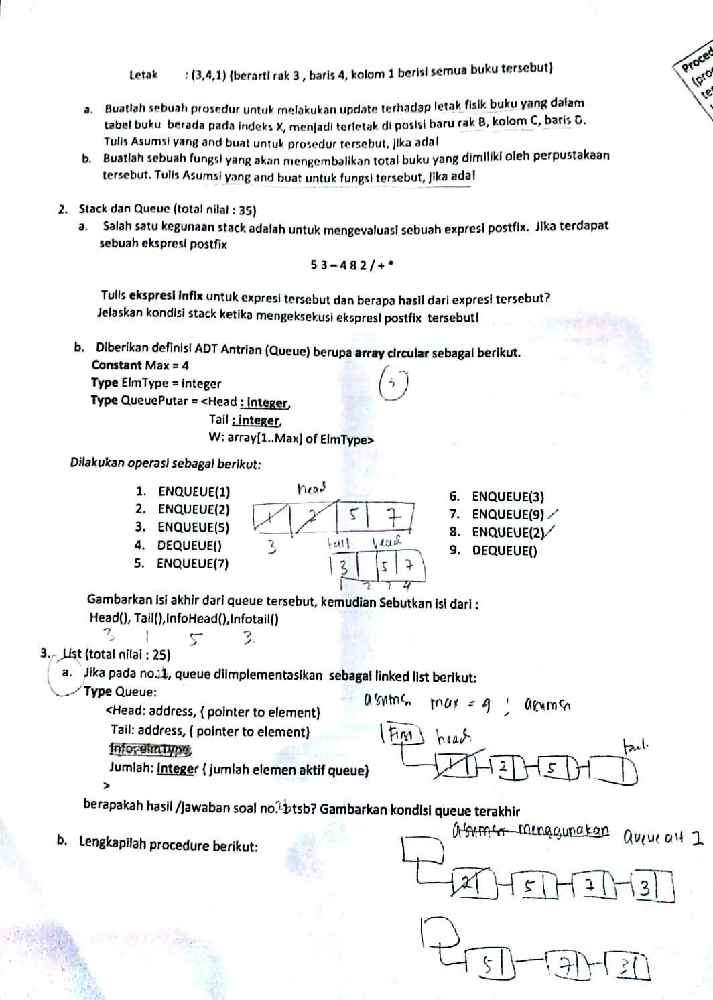 Letak : (3,4,1) {berarti rak 3 , baris 4, kolom 1 berisi semua buku tersebut}
Proced
{pro
te
a. Buatlah sebuah prosedur untuk melakukan update terhadap letak fisik buku yang dalam
tabel buku berada pada indeks X, menjadi terletak di posisi baru rak B, kolom C, baris D.
Tulis Asumsi yang and buat untuk prosedur tersebut, jika ada!
b. Buatlah sebuah fungsi yang akan mengembalikan total buku yang dimiliki oleh perpustakaan
tersebut. Tulis Asumsi yang and buat untuk fungsi tersebut, jika ada!
2. Stack dan Queue (total nilai : 35)
a. Salah satu kegunaan stack adalah untuk mengevaluasi sebuah expresi postfix. Jika terdapat
sebuah ekspresi postfix
5 3 – 4 8 2 / + *
Tulis ekspresi infix untuk expresi tersebut dan berapa hasil dari expresi tersebut?
Jelaskan kondisi stack ketika mengeksekusi ekspresi postfix tersebut!
b. Diberikan definisi ADT Antrian (Queue) berupa array circular sebagai berikut.
Constant Max = 4
Type ElmType = integer
3
Type QueuePutar = <Head : integer,
Tail : integer,
W: array[1..Max] of ElmType>
Dilakukan operasi sebagai berikut:
1. ENQUEUE(1)
2. ENQUEUE(2)
3. ENQUEUE(5)
4. DEQUEUE()
5. ENQUEUE(7)
head
1 2 5 7
3 tail head
3 5 7
1 2 3 4
6. ENQUEUE(3)
7. ENQUEUE(9)
8. ENQUEUE(2)
9. DEQUEUE()
Gambarkan isi akhir dari queue tersebut, kemudian Sebutkan isi dari :
Head(), Tail(),InfoHead(),Infotail()
3 1 5 3.
3. List (total nilai : 25)
a. Jika pada no. , queue diimplementasikan sebagai linked list berikut:
Type Queue:
<Head: address, { pointer to element}
Tail: address, { pointer to element}
Info: elmType,
Jumlah: integer { jumlah elemen aktif queue}
>
asumsi max = 4 ; asumsi
head
tail.
1 2 5
berapakah hasil /jawaban soal no. tsb? Gambarkan kondisi queue terakhir
asumsi menggunakan queue alt 2
b. Lengkapilah procedure berikut:
2 5 7 3
5 7 3